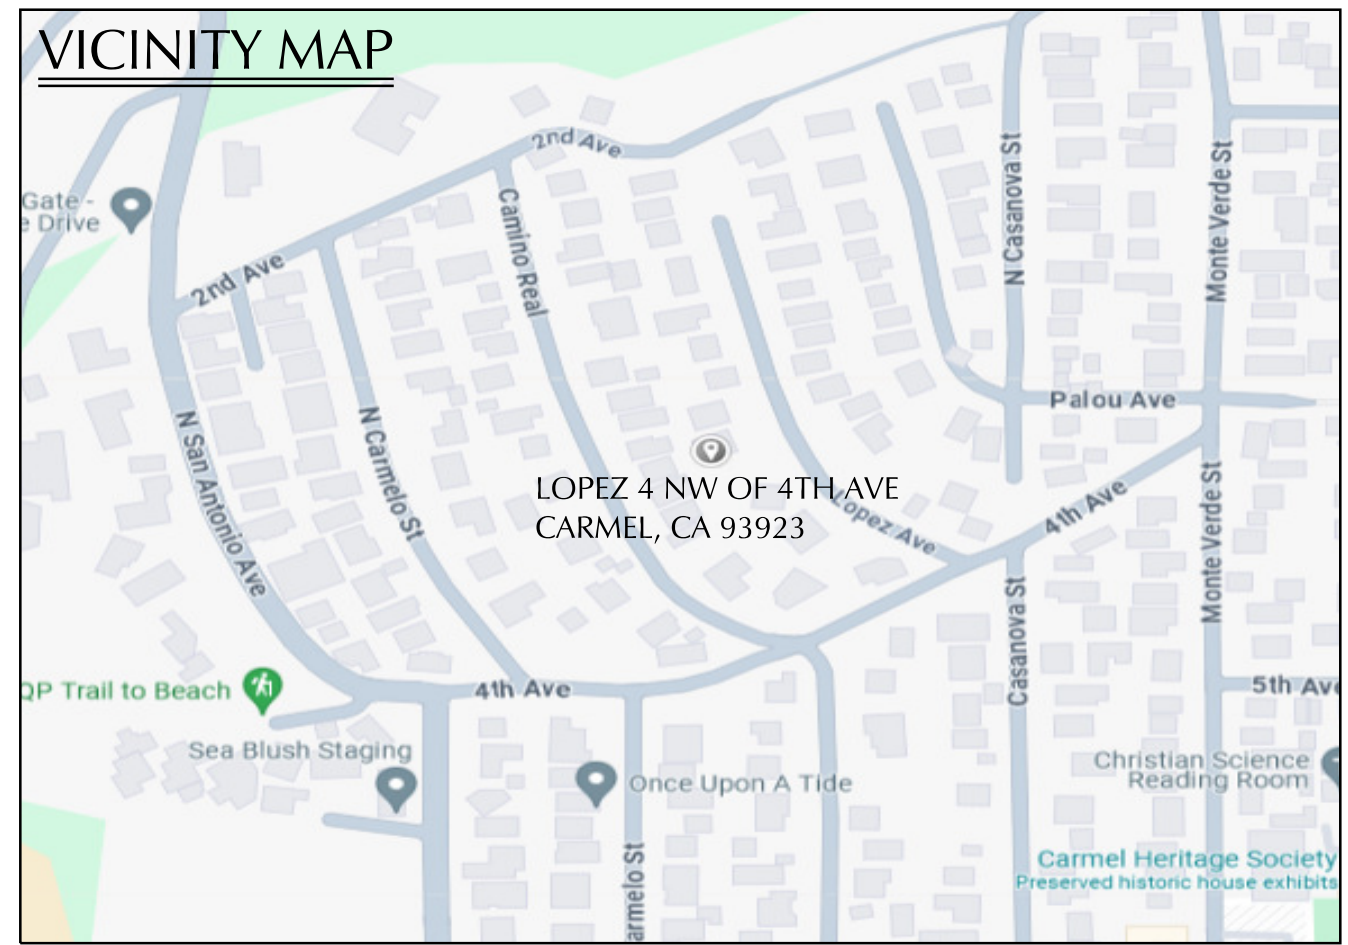 VICINITY MAP
2nd Ave
N Casanova St
Monte Verde St
Gate -
e Drive
Camino Real
2nd Ave
Palou Ave
N San Antonio Ave
N Carmelo St
LOPEZ 4 NW OF 4TH AVE
CARMEL, CA 93923
Lopez Ave
4th Ave
Monte Verde St
Casanova St
QP Trail to Beach
4th Ave
5th Ave
Sea Blush Staging
Once Upon A Tide
Christian Science
Reading Room
armelo St
Carmel Heritage Society
Preserved historic house exhibits